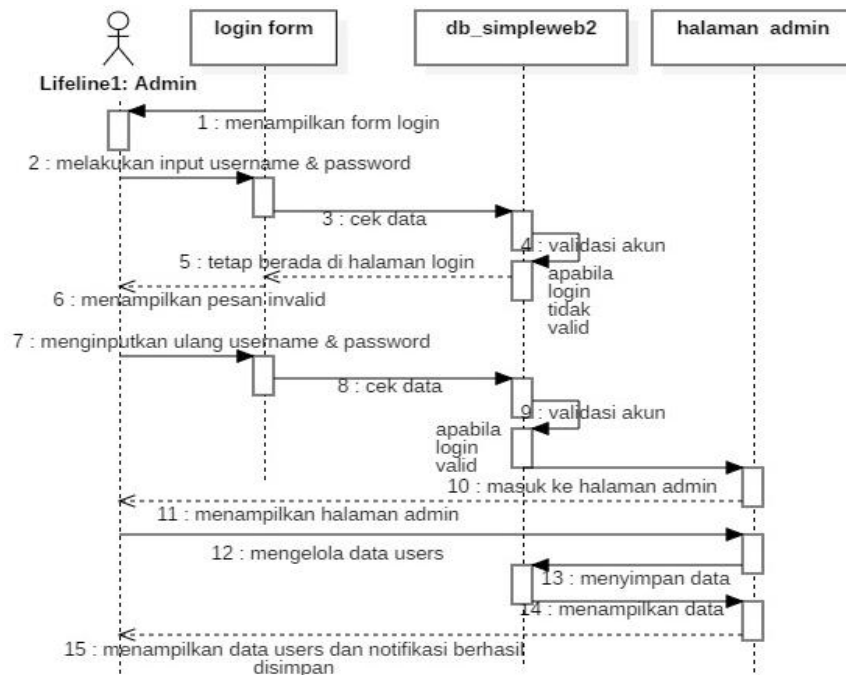 login form
db_simpleweb2
halaman admin
Lifeline1: Admin
1 : menampilkan form login
2 : melakukan input username & password
3 : cek data
4 : validasi akun
5 : tetap berada di halaman login
apabila
login
tidak
valid
6 : menampilkan pesan invalid
7 : menginputkan ulang username & password
8 : cek data
9 : validasi akun
apabila
login
valid
10 : masuk ke halaman admin
11 : menampilkan halaman admin
12 : mengelola data users
13 : menyimpan data
14 : menampilkan data
15 : menampilkan data users dan notifikasi berhasil
disimpan